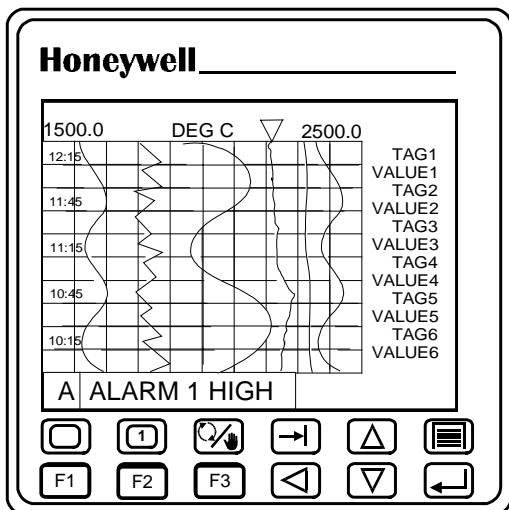 Honeywell
1500.0 DEG C 2500.0
12:15
11:45
11:15
10:45
10:15
TAG1
VALUE1
TAG2
VALUE2
TAG3
VALUE3
TAG4
VALUE4
TAG5
VALUE5
TAG6
VALUE6
A ALARM 1 HIGH
1
F1 F2 F3